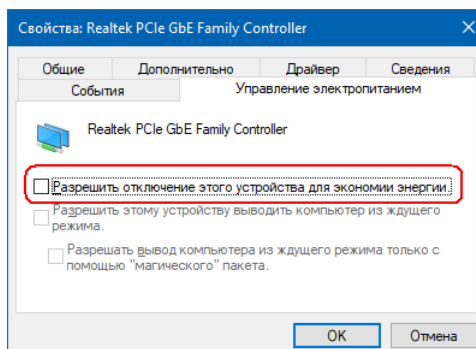 Свойства: Realtek PCIe GbE Family Controller
Общие Дополнительно Драйвер Сведения
События Управление электропитанием
Realtek PCIe GbE Family Controller
Разрешить отключение этого устройства для экономии энергии.
Разрешить этому устройству выводить компьютер из ждущего
режима.
Разрешать вывод компьютера из ждущего режима только с
помощью "магического" пакета.
OK Отмена